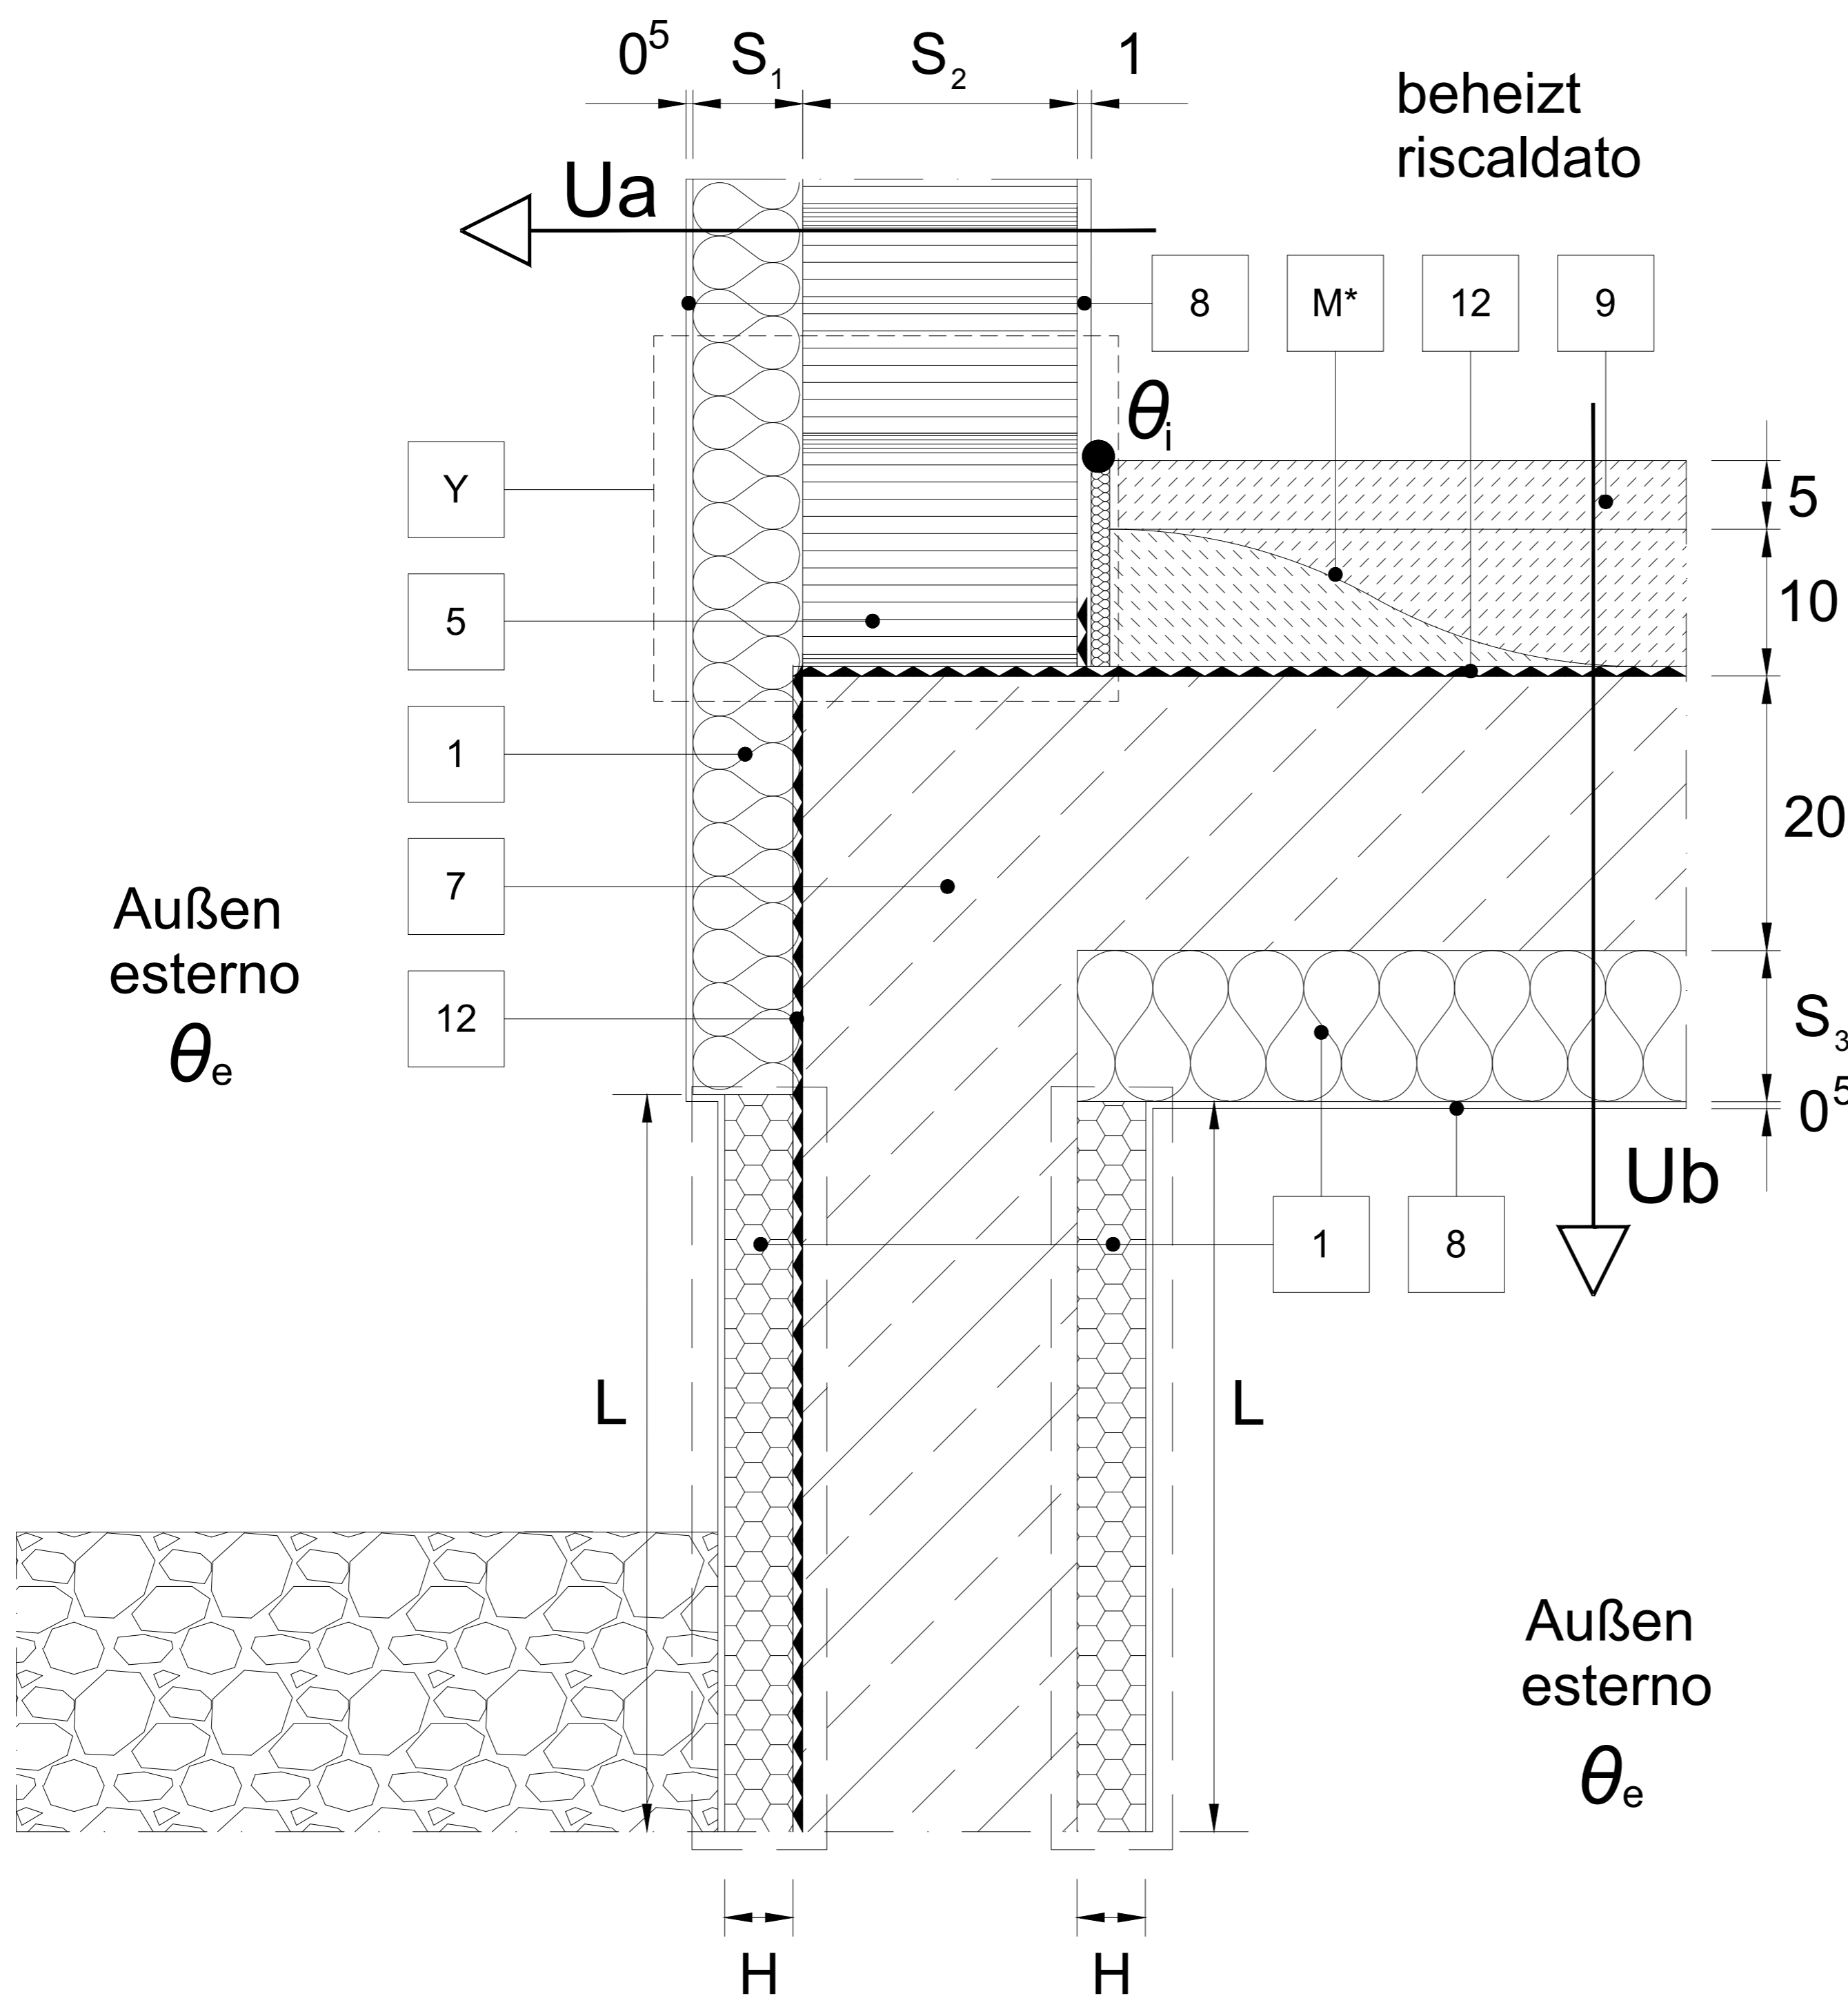 0⁵ S₁ S₂ 1
beheizt
riscaldato
Ua
8 M* 12 9
θi
Y
5
10
5
1
20
7
Außen
esterno
θe
12
S₃
0⁵
Ub
1 8
L L
Außen
esterno
θe
H H